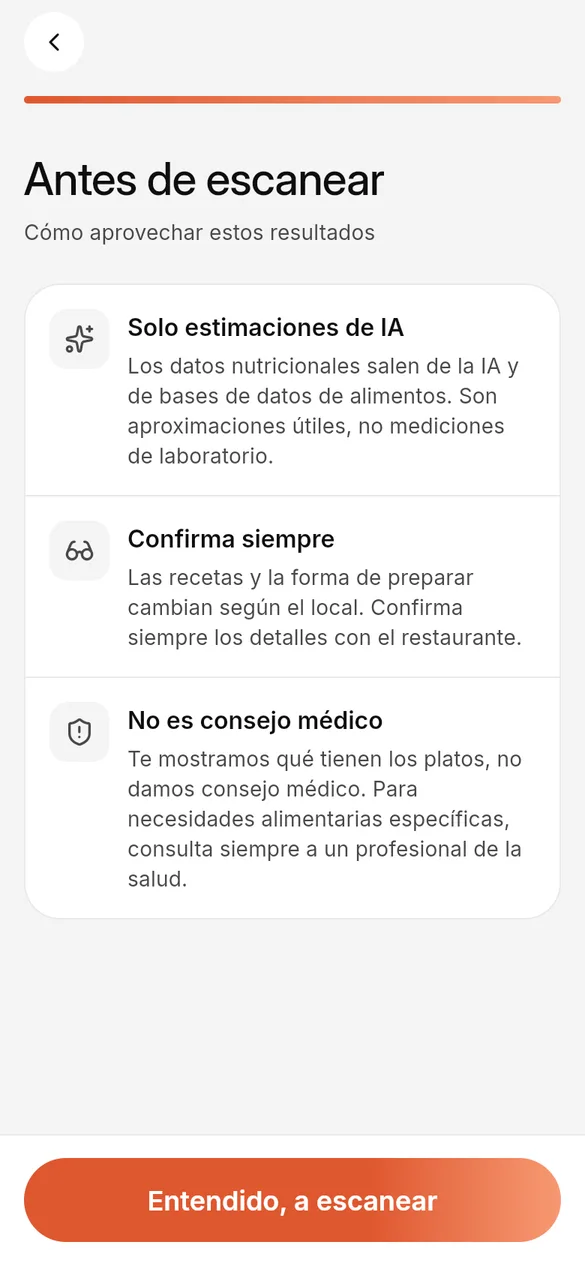 Antes de escanear
Cómo aprovechar estos resultados
Solo estimaciones de IA
Los datos nutricionales salen de la IA y
de bases de datos de alimentos. Son
aproximaciones útiles, no mediciones
de laboratorio.
Confirma siempre
Las recetas y la forma de preparar
cambian según el local. Confirma
siempre los detalles con el restaurante.
No es consejo médico
Te mostramos qué tienen los platos, no
damos consejo médico. Para
necesidades alimentarias específicas,
consulta siempre a un profesional de la
salud.
Entendido, a escanear